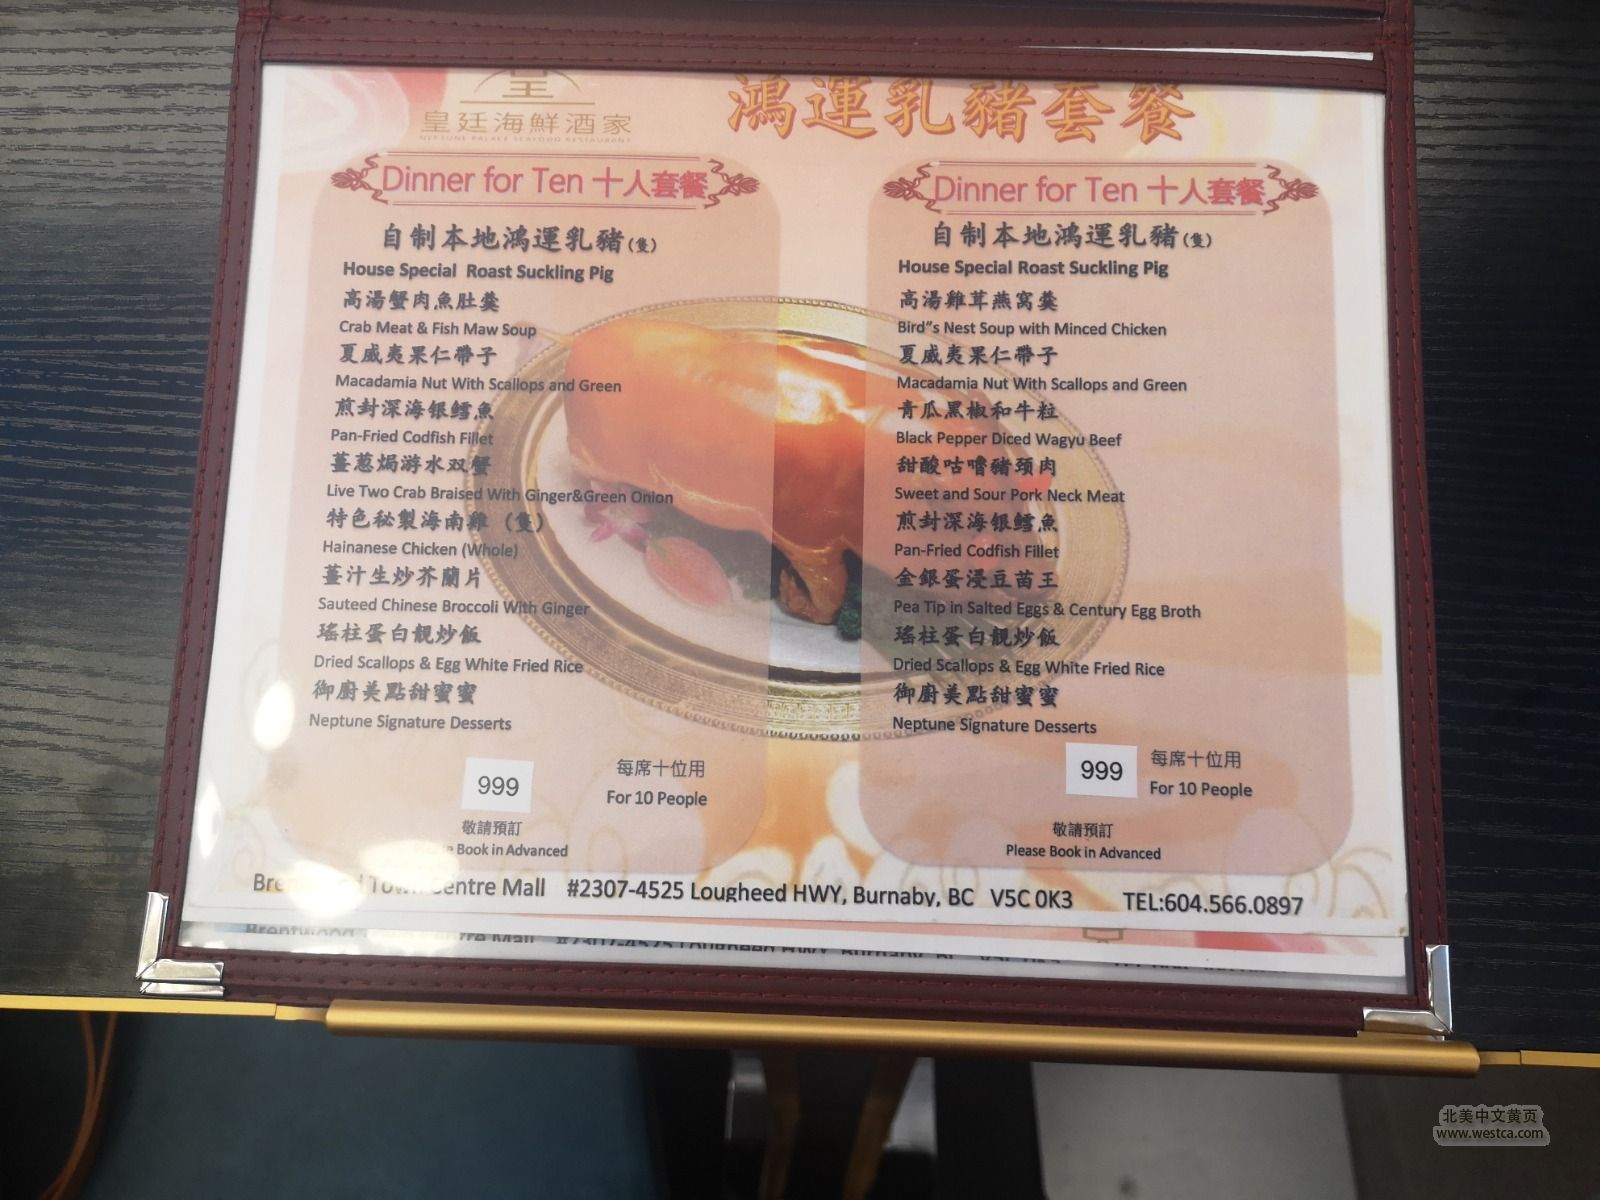 皇廷海鮮酒家
NEPTUNE PALACE SEAFOOD RESTAURANT
鴻運乳豬套餐
Dinner for Ten 十人套餐
自制本地鴻運乳豬(隻)
House Special Roast Suckling Pig
高湯蟹肉魚肚羹
Crab Meat & Fish Maw Soup
夏威夷果仁帶子
Macadamia Nut With Scallops and Green
煎封深海银鳕魚
Pan-Fried Codfish Fillet
薑葱焗游水双蟹
Live Two Crab Braised With Ginger&Green Onion
特色秘製海南雞 (隻)
Hainanese Chicken (Whole)
薑汁生炒芥蘭片
Sauteed Chinese Broccoli With Ginger
瑤柱蛋白靚炒飯
Dried Scallops & Egg White Fried Rice
御廚美點甜蜜蜜
Neptune Signature Desserts
999
每席十位用
For 10 People
敬請預訂
Please Book in Advanced
Dinner for Ten 十人套餐
自制本地鴻運乳豬(隻)
House Special Roast Suckling Pig
高湯雞茸燕窩羹
Bird"s Nest Soup with Minced Chicken
夏威夷果仁帶子
Macadamia Nut With Scallops and Green
青瓜黑椒和牛粒
Black Pepper Diced Wagyu Beef
甜酸咕嚕豬頚肉
Sweet and Sour Pork Neck Meat
煎封深海银鳕魚
Pan-Fried Codfish Fillet
金銀蛋浸豆苗王
Pea Tip in Salted Eggs & Century Egg Broth
瑤柱蛋白靚炒飯
Dried Scallops & Egg White Fried Rice
御廚美點甜蜜蜜
Neptune Signature Desserts
999
每席十位用
For 10 People
敬請預訂
Please Book in Advanced
Brentwood Town Centre Mall #2307-4525 Lougheed HWY, Burnaby, BC V5C 0K3 TEL:604.566.0897
北美中文黄页
www.westca.com